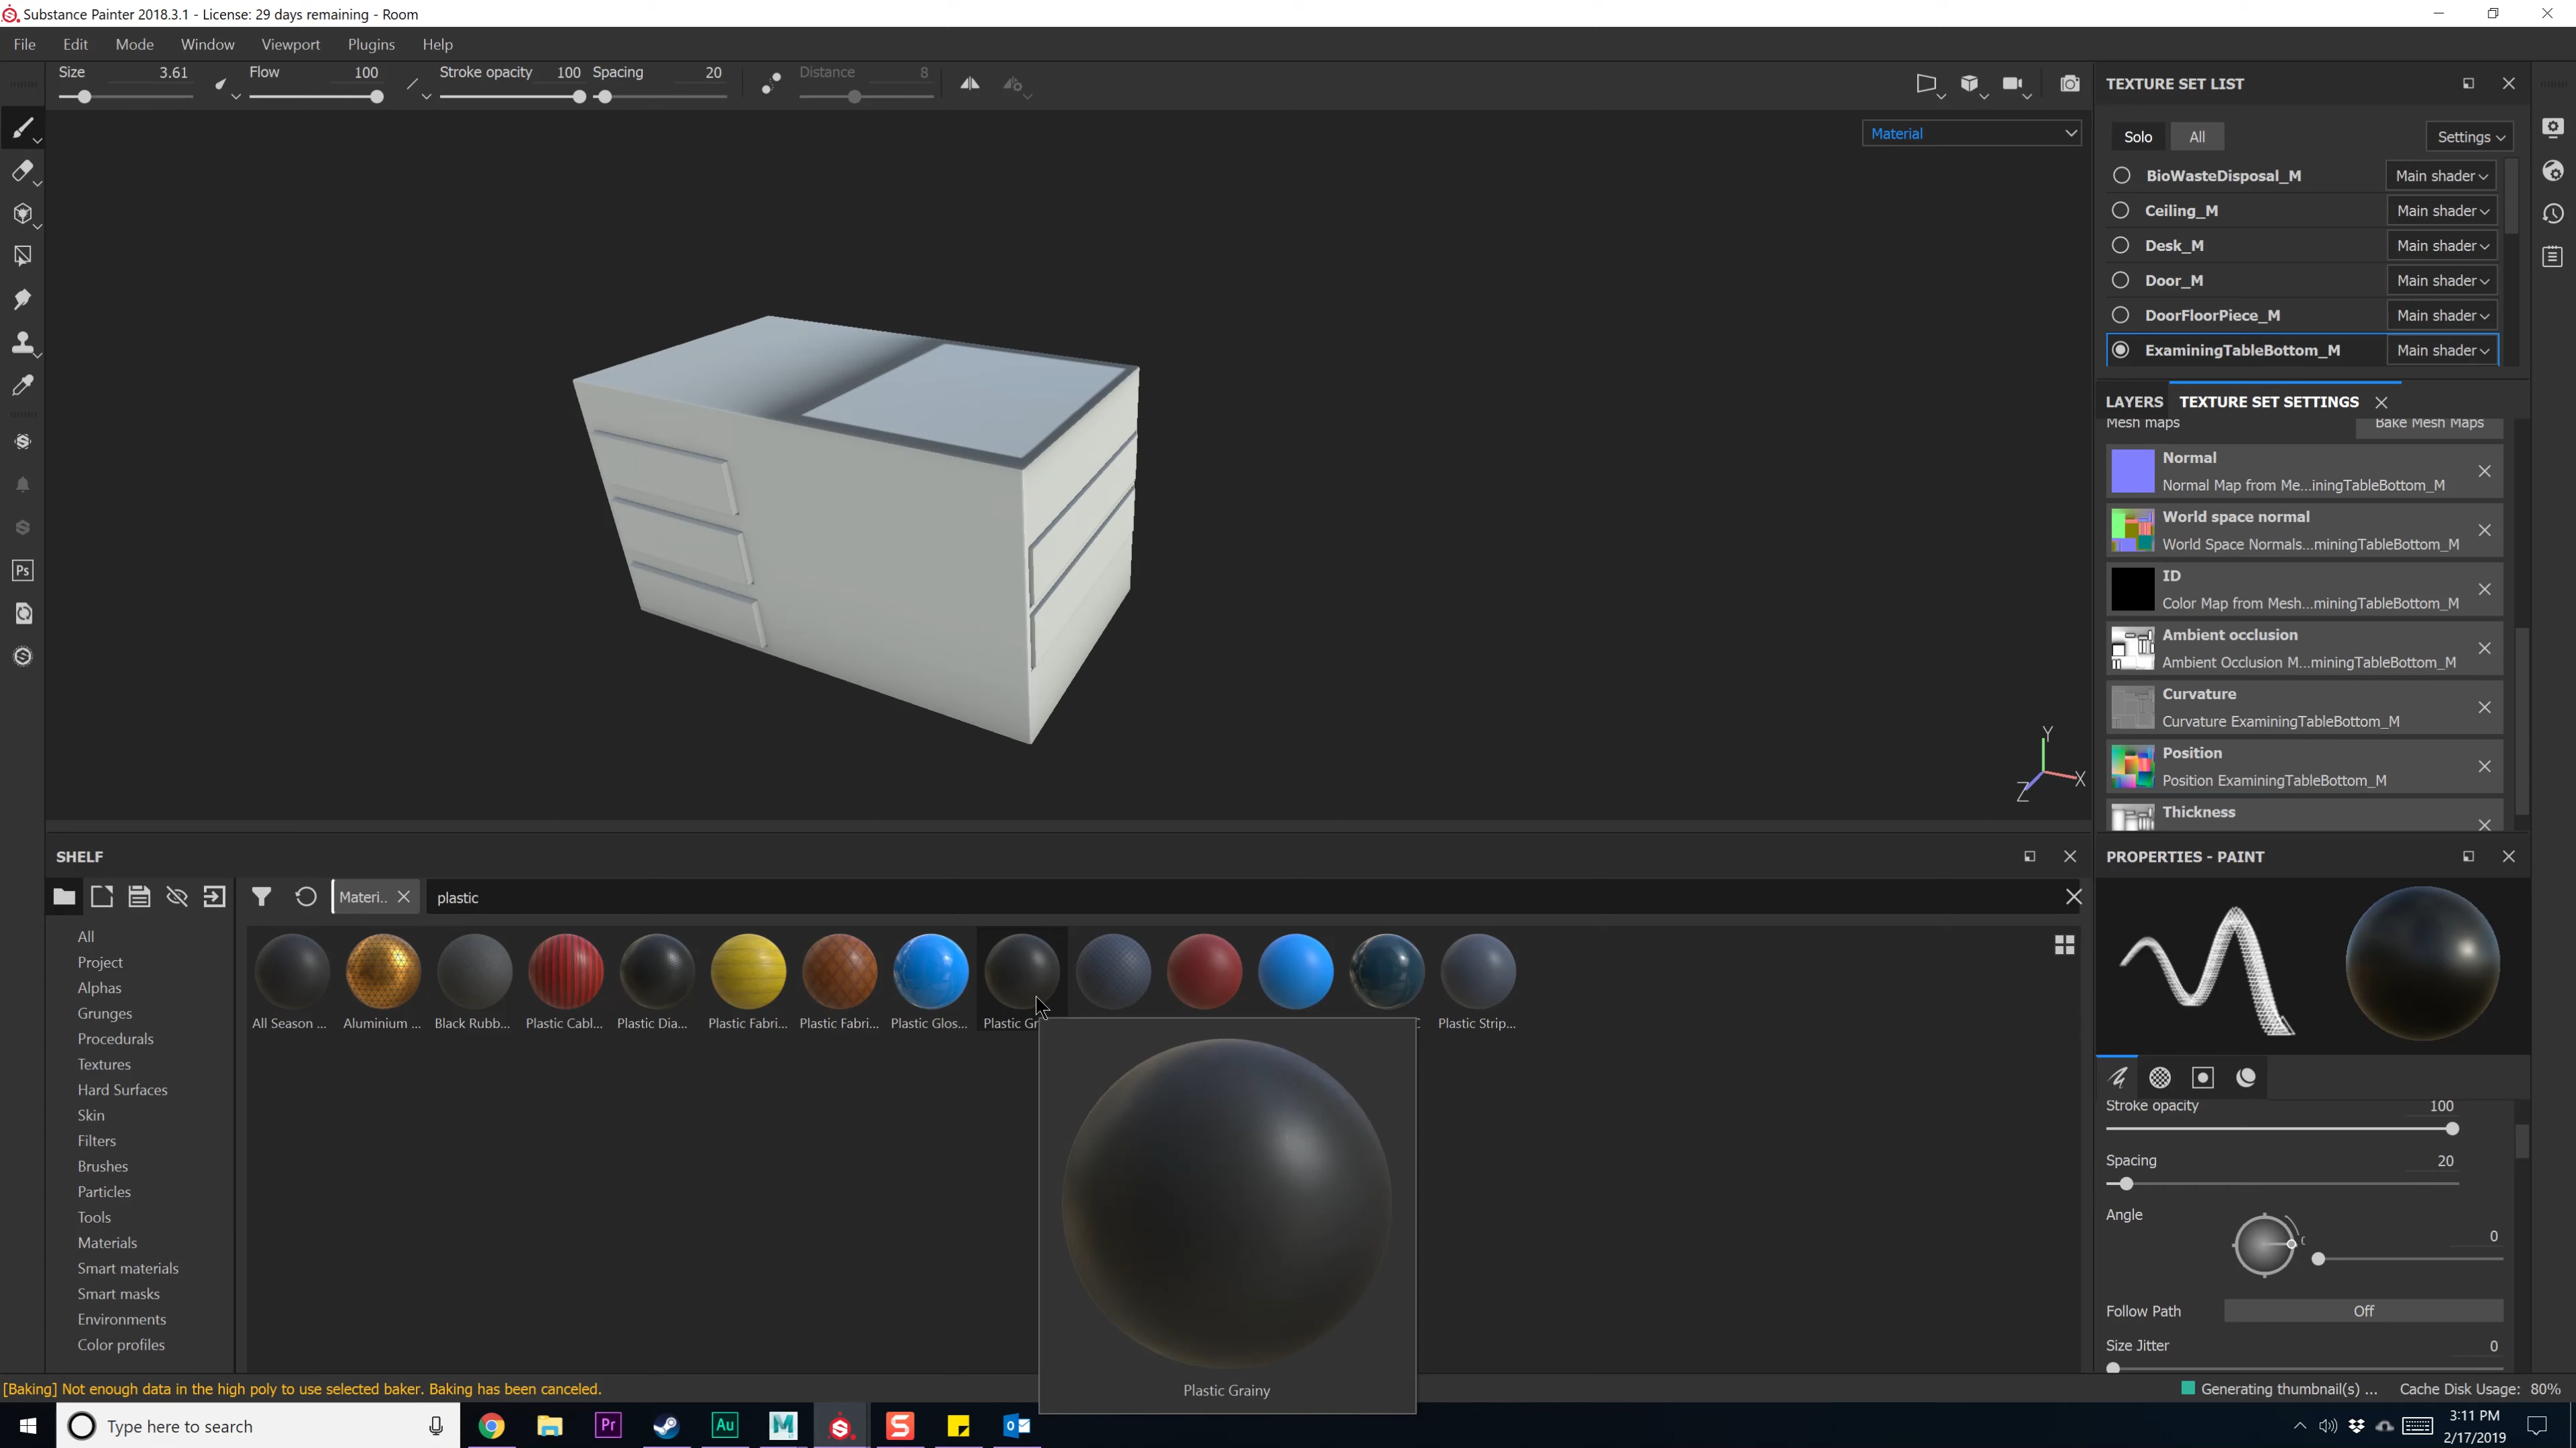 Substance Painter 2018.3.1 - License: 29 days remaining - Room
File Edit Mode Window Viewport Plugins Help
Size 3.61 Flow 100 Stroke opacity 100 Spacing 20 Distance 8
Material
TEXTURE SET LIST
Solo All Settings
BioWasteDisposal_M Main shader
Ceiling_M Main shader
Desk_M Main shader
Door_M Main shader
DoorFloorPiece_M Main shader
ExaminingTableBottom_M Main shader
LAYERS TEXTURE SET SETTINGS
Mesh maps Bake Mesh Maps
Normal
Normal Map from Me...iningTableBottom_M
World space normal
World Space Normals...miningTableBottom_M
ID
Color Map from Mesh...miningTableBottom_M
Ambient occlusion
Ambient Occlusion M...miningTableBottom_M
Curvature
Curvature ExaminingTableBottom_M
Position
Position ExaminingTableBottom_M
Thickness
Y
X
Z
Ps
SHELF
Materi.. plastic
All
Project
Alphas
Grunges
Procedurals
Textures
Hard Surfaces
Skin
Filters
Brushes
Particles
Tools
Materials
Smart materials
Smart masks
Environments
Color profiles
All Season ... Aluminium ... Black Rubb... Plastic Cabl... Plastic Dia... Plastic Fabri... Plastic Fabri... Plastic Glos... Plastic Gr Plastic Strip...
Plastic Grainy
PROPERTIES - PAINT
Stroke opacity 100
Spacing 20
Angle 0
Follow Path Off
Size Jitter 0
[Baking] Not enough data in the high poly to use selected baker. Baking has been canceled.
Generating thumbnail(s) ... Cache Disk Usage: 80%
Type here to search
Pr Au M S
3:11 PM
2/17/2019